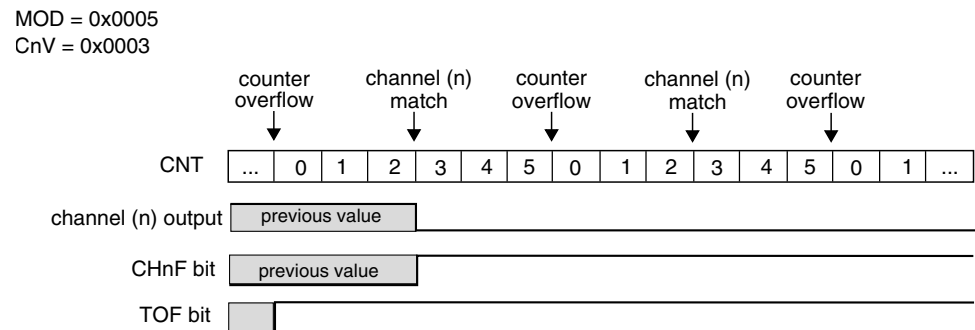 MOD = 0x0005
CnV = 0x0003
counter overflow
channel (n) match
counter overflow
channel (n) match
counter overflow
CNT ... 0 1 2 3 4 5 0 1 2 3 4 5 0 1 ...
channel (n) output previous value
CHnF bit previous value
TOF bit